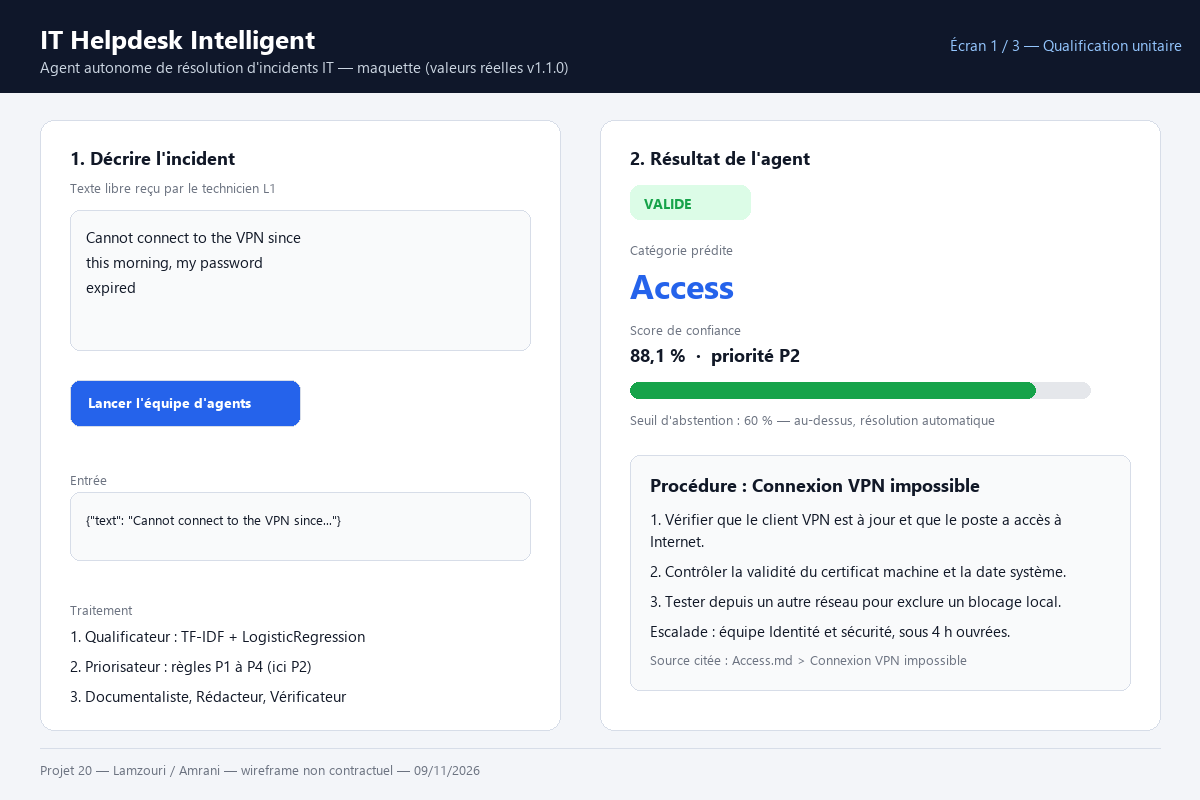 IT Helpdesk Intelligent
Agent autonome de résolution d'incidents IT — maquette (valeurs réelles v1.1.0)
Écran 1 / 3 — Qualification unitaire
1. Décrire l'incident
Texte libre reçu par le technicien L1
Cannot connect to the VPN since
this morning, my password
expired
Lancer l'équipe d'agents
Entrée
{"text": "Cannot connect to the VPN since..."}
Traitement
1. Qualificateur : TF-IDF + LogisticRegression
2. Priorisateur : règles P1 à P4 (ici P2)
3. Documentaliste, Rédacteur, Vérificateur
2. Résultat de l'agent
VALIDE
Catégorie prédite
Access
Score de confiance
88,1 % · priorité P2
Seuil d'abstention : 60 % — au-dessus, résolution automatique
Procédure : Connexion VPN impossible
1. Vérifier que le client VPN est à jour et que le poste a accès à
Internet.
2. Contrôler la validité du certificat machine et la date système.
3. Tester depuis un autre réseau pour exclure un blocage local.
Escalade : équipe Identité et sécurité, sous 4 h ouvrées.
Source citée : Access.md > Connexion VPN impossible
Projet 20 — Lamzouri / Amrani — wireframe non contractuel — 09/11/2026